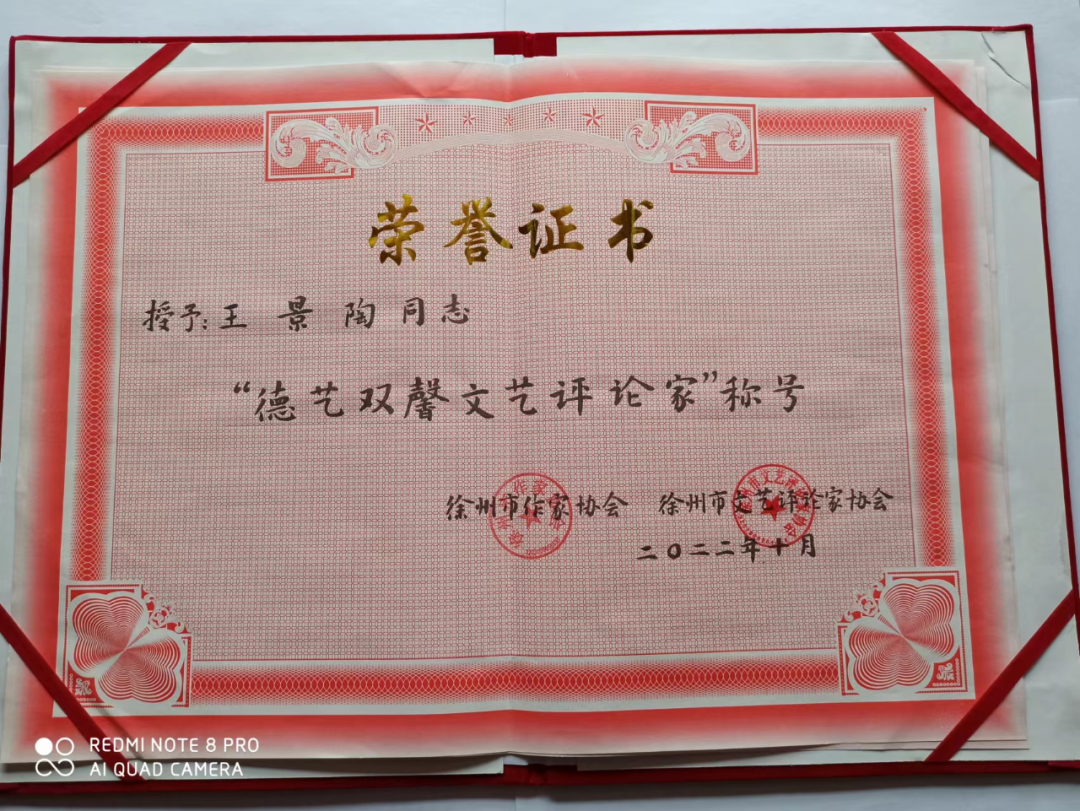 荣誉证书
授予:王景陶同志
“德艺双馨文艺评论家”称号
徐州市作家协会 徐州市文艺评论家协会
二〇二二年十月
REDMI NOTE 8 PRO
AI QUAD CAMERA